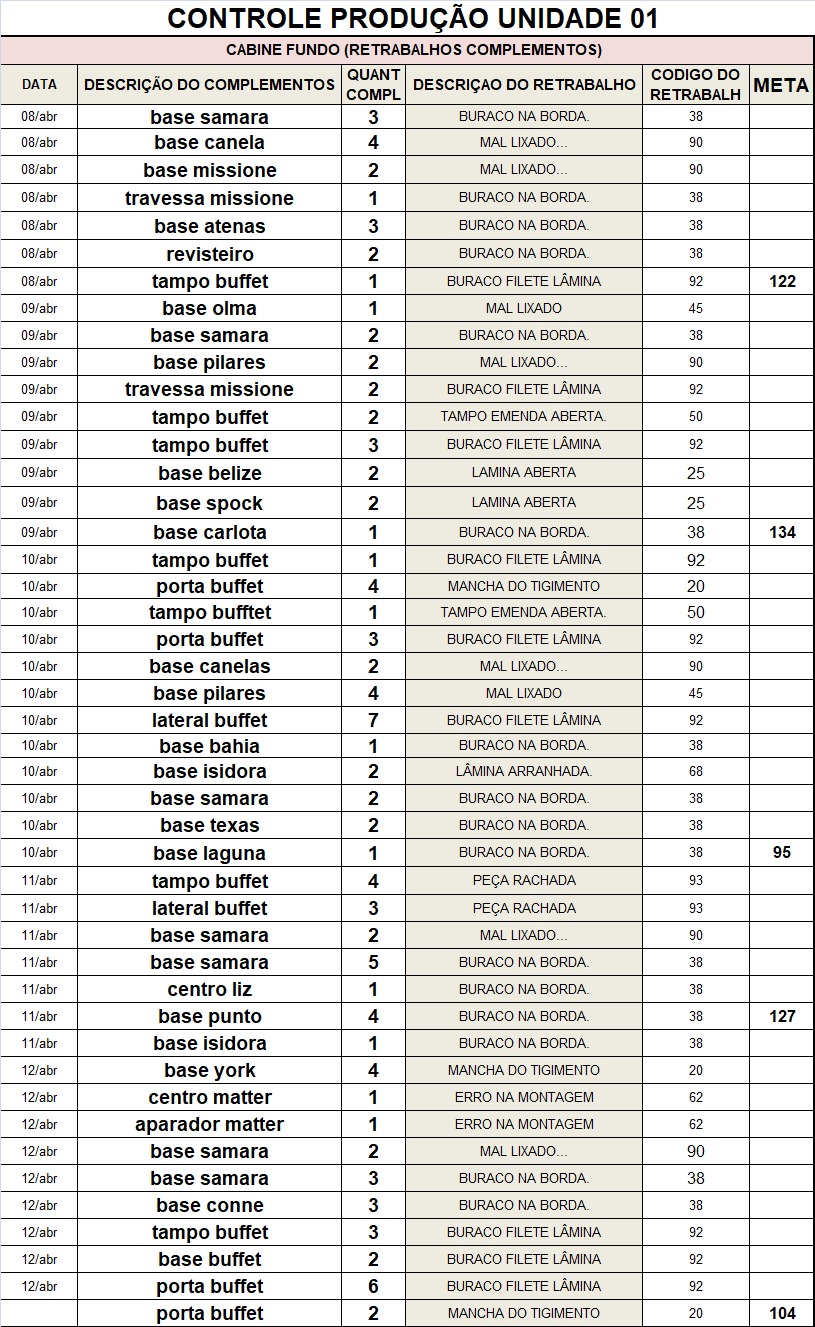 CONTROLE PRODUÇÃO UNIDADE 01
CABINE FUNDO (RETRABALHOS COMPLEMENTOS)
DATA DESCRIÇÃO DO COMPLEMENTOS QUANT COMPL DESCRIÇAO DO RETRABALHO CODIGO DO RETRABALH META
08/abr base samara 3 BURACO NA BORDA. 38
08/abr base canela 4 MAL LIXADO... 90
08/abr base missione 2 MAL LIXADO... 90
08/abr travessa missione 1 BURACO NA BORDA. 38
08/abr base atenas 3 BURACO NA BORDA. 38
08/abr revisteiro 2 BURACO NA BORDA. 38
08/abr tampo buffet 1 BURACO FILETE LÂMINA 92 122
09/abr base olma 1 MAL LIXADO 45
09/abr base samara 2 BURACO NA BORDA. 38
09/abr base pilares 2 MAL LIXADO... 90
09/abr travessa missione 2 BURACO FILETE LÂMINA 92
09/abr tampo buffet 2 TAMPO EMENDA ABERTA. 50
09/abr tampo buffet 3 BURACO FILETE LÂMINA 92
09/abr base belize 2 LAMINA ABERTA 25
09/abr base spock 2 LAMINA ABERTA 25
09/abr base carlota 1 BURACO NA BORDA. 38 134
10/abr tampo buffet 1 BURACO FILETE LÂMINA 92
10/abr porta buffet 4 MANCHA DO TIGIMENTO 20
10/abr tampo bufftet 1 TAMPO EMENDA ABERTA. 50
10/abr porta buffet 3 BURACO FILETE LÂMINA 92
10/abr base canelas 2 MAL LIXADO... 90
10/abr base pilares 4 MAL LIXADO 45
10/abr lateral buffet 7 BURACO FILETE LÂMINA 92
10/abr base bahia 1 BURACO NA BORDA. 38
10/abr base isidora 2 LÂMINA ARRANHADA. 68
10/abr base samara 2 BURACO NA BORDA. 38
10/abr base texas 2 BURACO NA BORDA. 38
10/abr base laguna 1 BURACO NA BORDA. 38 95
11/abr tampo buffet 4 PEÇA RACHADA 93
11/abr lateral buffet 3 PEÇA RACHADA 93
11/abr base samara 2 MAL LIXADO... 90
11/abr base samara 5 BURACO NA BORDA. 38
11/abr centro liz 1 BURACO NA BORDA. 38
11/abr base punto 4 BURACO NA BORDA. 38 127
11/abr base isidora 1 BURACO NA BORDA. 38
12/abr base york 4 MANCHA DO TIGIMENTO 20
12/abr centro matter 1 ERRO NA MONTAGEM 62
12/abr aparador matter 1 ERRO NA MONTAGEM 62
12/abr base samara 2 MAL LIXADO... 90
12/abr base samara 3 BURACO NA BORDA. 38
12/abr base conne 3 BURACO NA BORDA. 38
12/abr tampo buffet 3 BURACO FILETE LÂMINA 92
12/abr base buffet 2 BURACO FILETE LÂMINA 92
12/abr porta buffet 6 BURACO FILETE LÂMINA 92
porta buffet 2 MANCHA DO TIGIMENTO 20 104